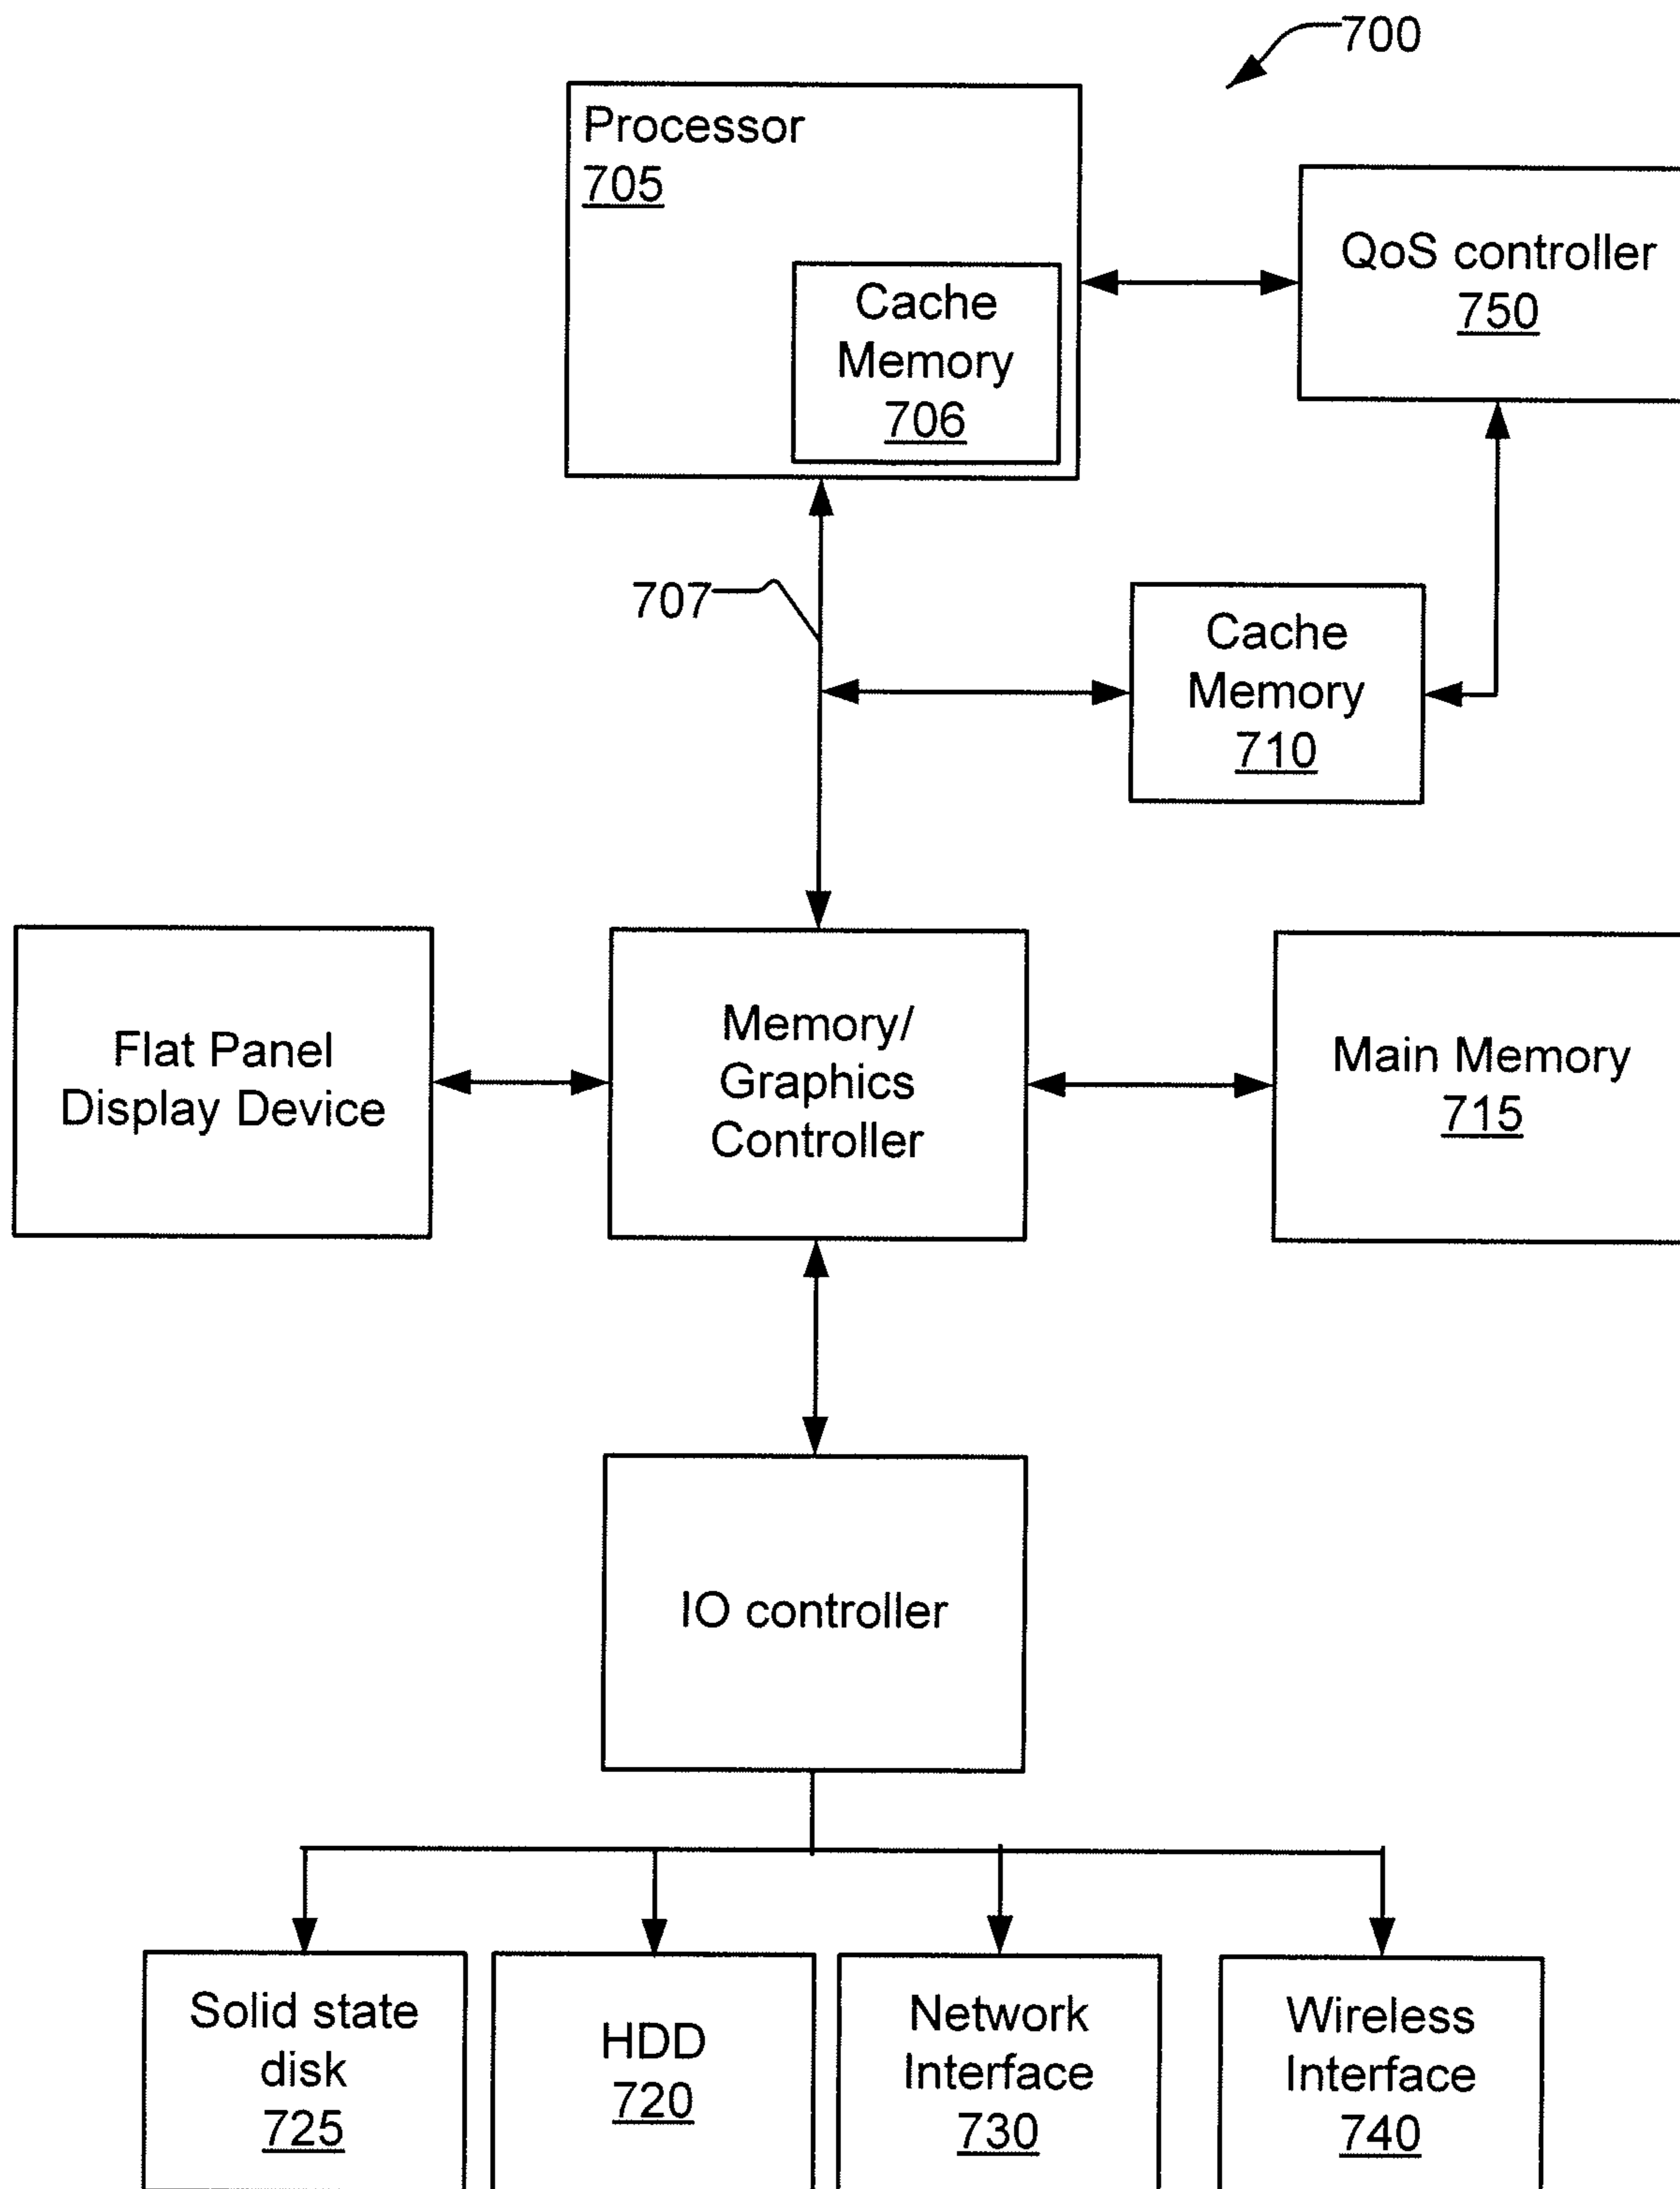 700
Processor
705
Cache
Memory
706
QoS controller
750
707
Cache
Memory
710
Flat Panel
Display Device
Memory/
Graphics
Controller
Main Memory
715
IO controller
Solid state
disk
725
HDD
720
Network
Interface
730
Wireless
Interface
740